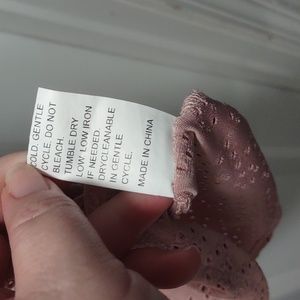 COLD. GENTLE
CYCLE. DO NOT
BLEACH.
TUMBLE DRY
LOW LOW IRON
IF NEEDED.
DRYCLEANABLE
IN GENTLE
CYCLE.
MADE IN CHINA